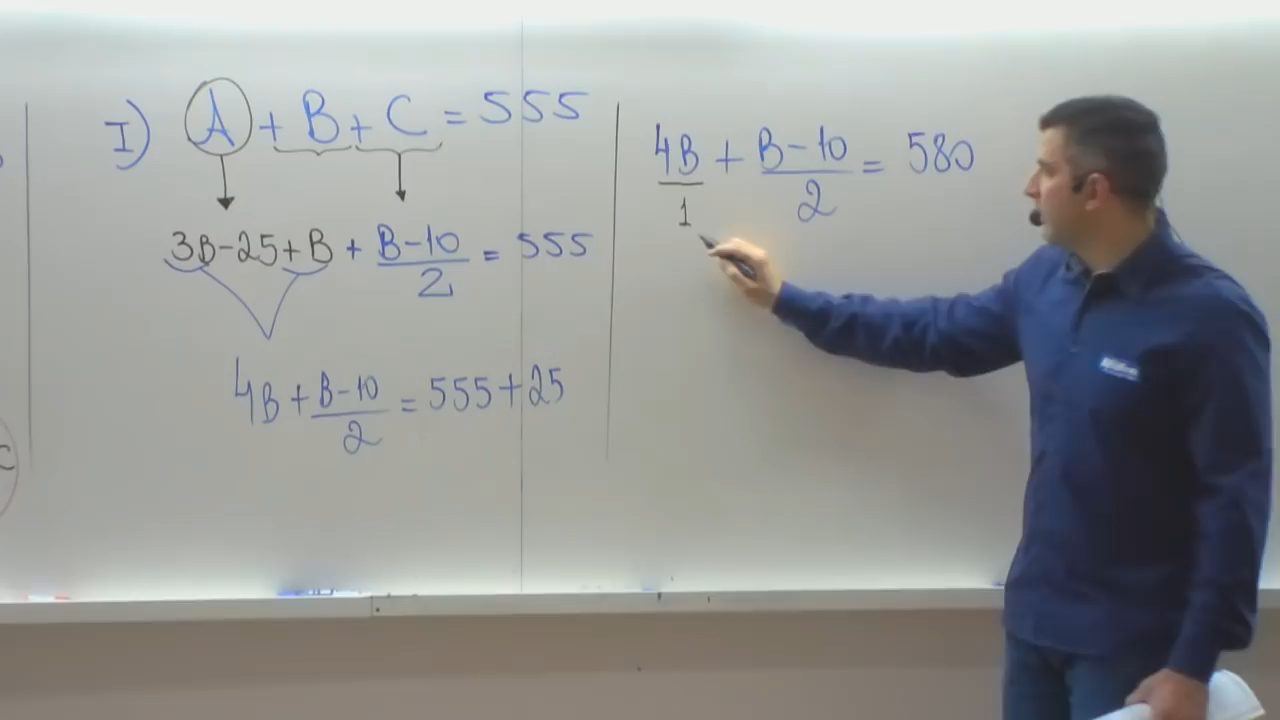 I) A + B + C = 555
3B-25+B + B-10/2 = 555
4B + B-10/2 = 555+25
4B/1 + B-10/2 = 580
C